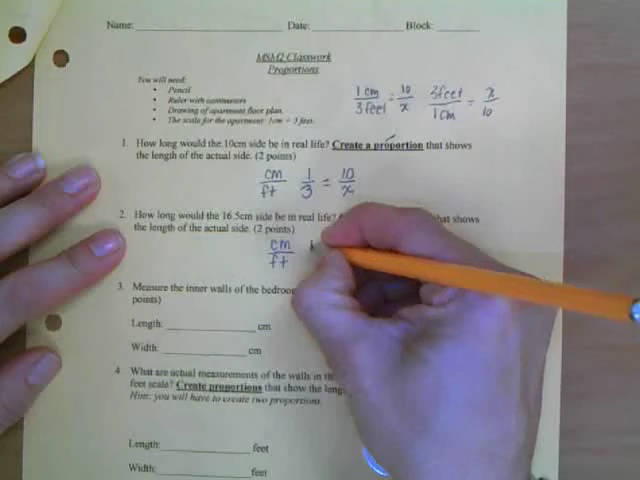 Name: Date: Block:
MSM2 Classwork
Proportions
You will need:
• Pencil
• Ruler with centimeters
• Drawing of apartment floor plan.
• The scale for the apartment: 1cm = 3 feet.
1 cm / 3 feet = 10 / x 3 feet / 1 cm = x / 10
1. How long would the 10cm side be in real life? Create a proportion that shows
the length of the actual side. (2 points)
cm / ft 1 / 3 = 10 / x
2. How long would the 16.5cm side be in real life? that shows
the length of the actual side. (2 points)
cm / ft
3. Measure the inner walls of the bedroom
points)
Length: cm
Width: cm
4. What are actual measurements of the walls in
feet scale? Create proportions that show the
Hint: you will have to create two proportions.
Length: feet
Width: feet